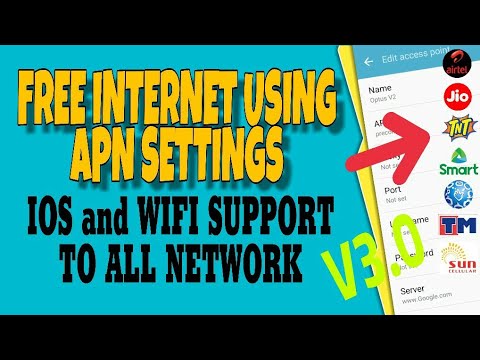 FREE INTERNET USING
APN SETTINGS
IOS and WIFI SUPPORT
TO ALL NETWORK
V3.0
Edit access point
Name
Optus V2
Port
Not set
Not set
Server
www.Google.com
airtel
Jio
TNT
Smart
TM
SUN
CELLULAR